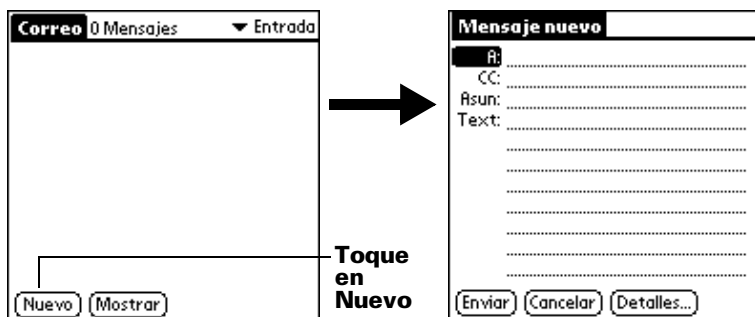 Correo 0 Mensajes Entrada
Nuevo Mostrar
Toque
en
Nuevo
Mensaje nuevo
A:
CC:
Asun:
Text:
Enviar Cancelar Detalles...